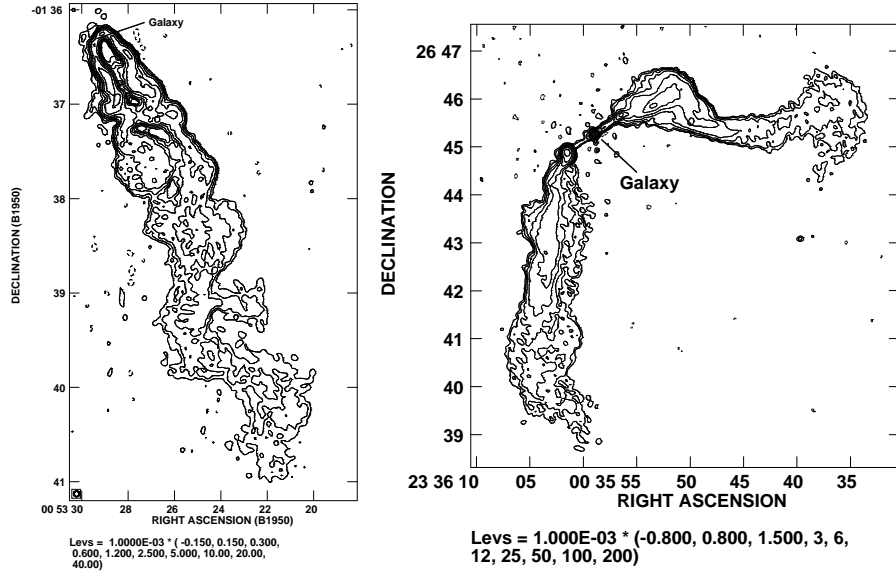 -01 36
Galaxy
37
38
39
40
41
DECLINATION (B1950)
00 53 30
28
26
24
22
20
RIGHT ASCENSION (B1950)
Levs = 1.0000E-03 * ( -0.150, 0.150, 0.300,
0.600, 1.200, 2.500, 5.000, 10.00, 20.00,
40.00)
26 47
46
45
44
43
42
41
40
39
DECLINATION
Galaxy
23 36 10
05
00
35 55
50
45
40
35
RIGHT ASCENSION
Levs = 1.000E-03 * (-0.800, 0.800, 1.500, 3, 6,
12, 25, 50, 100, 200)